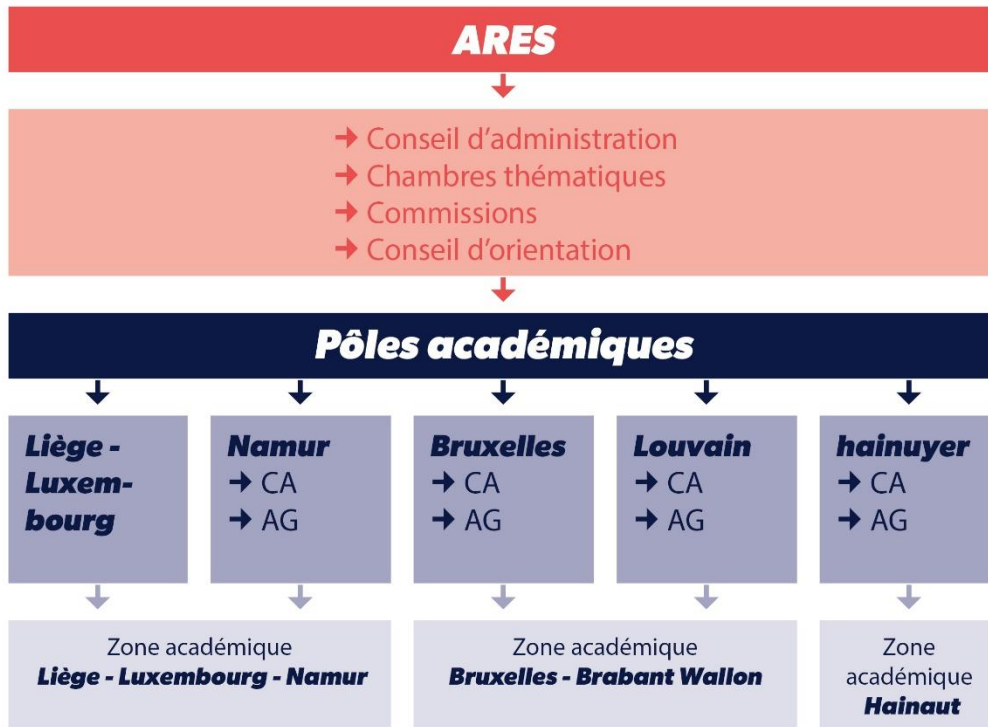 ARES
→ Conseil d'administration
→ Chambres thématiques
→ Commissions
→ Conseil d'orientation
Pôles académiques
Liège -
Luxem-
bourg
Namur
→ CA
→ AG
Bruxelles
→ CA
→ AG
Louvain
→ CA
→ AG
hainuyer
→ CA
→ AG
Zone académique
Liège - Luxembourg - Namur
Zone académique
Bruxelles - Brabant Wallon
Zone
académique
Hainaut